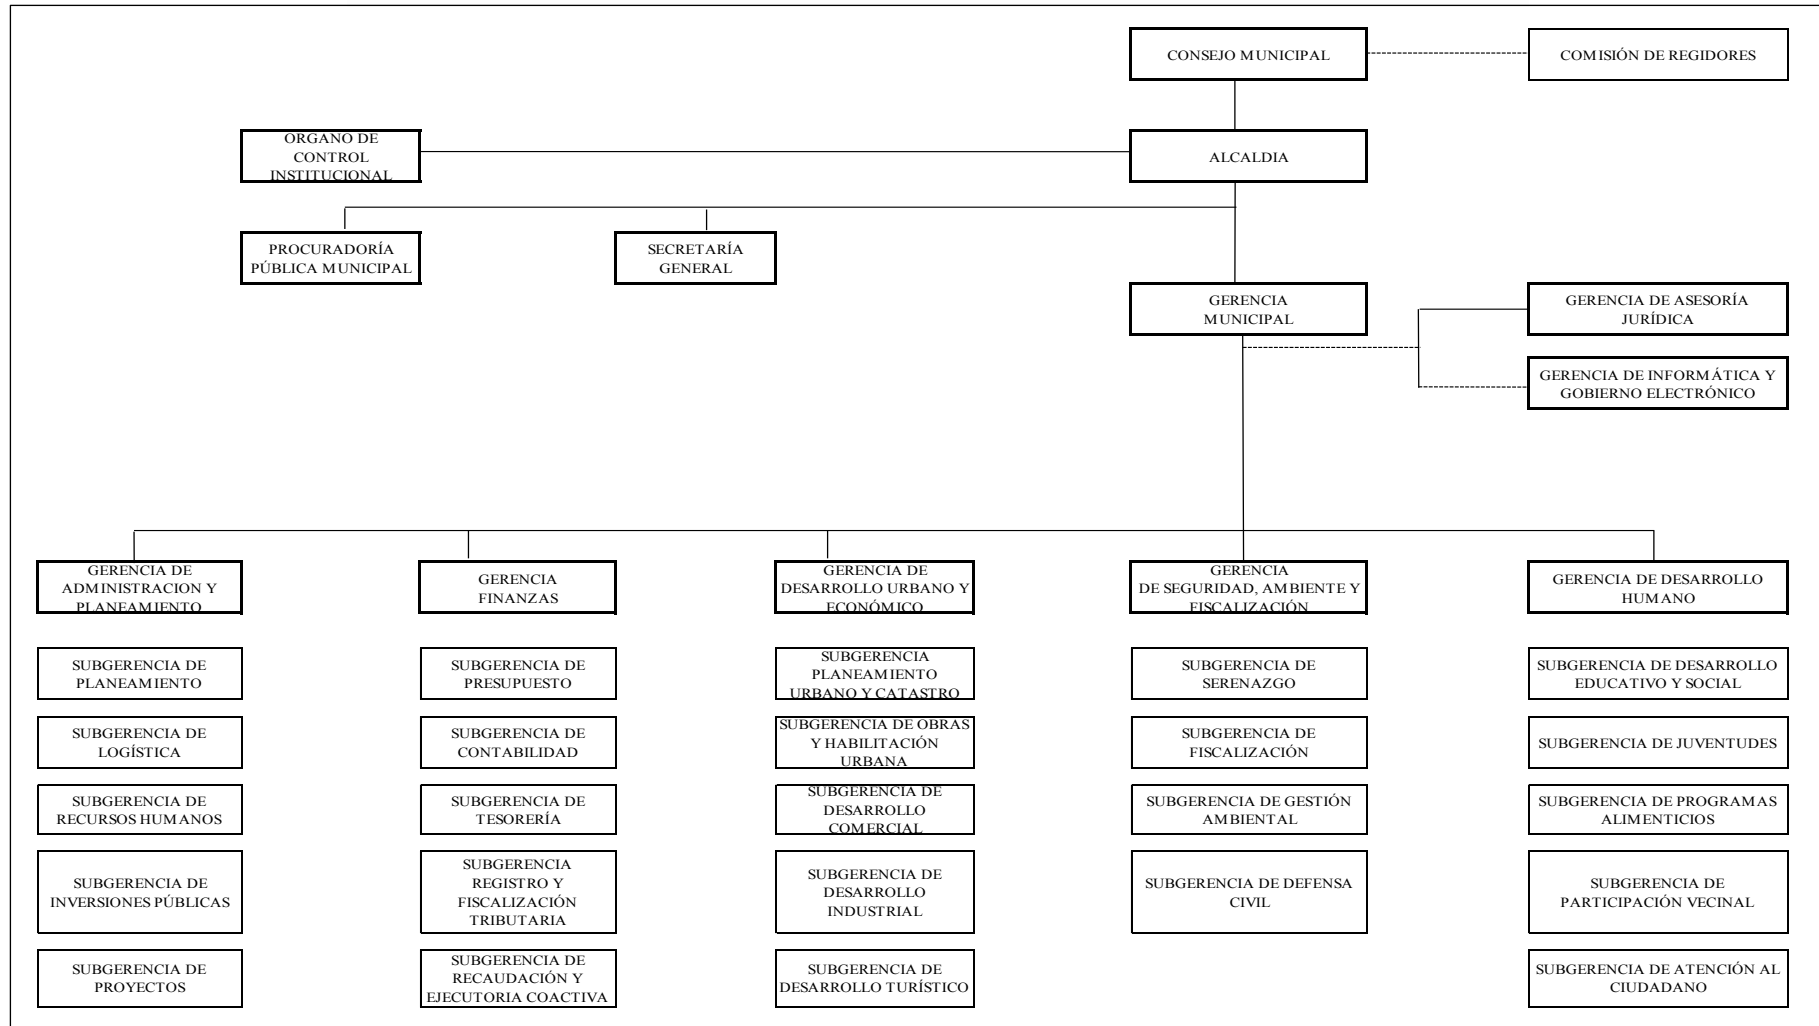 CONSEJO MUNICIPAL
COMISIÓN DE REGIDORES
ORGANO DE
CONTROL
INSTITUCIONAL
ALCALDIA
PROCURADORÍA
PÚBLICA MUNICIPAL
SECRETARÍA
GENERAL
GERENCIA
MUNICIPAL
GERENCIA DE ASESORÍA
JURÍDICA
GERENCIA DE INFORMÁTICA Y
GOBIERNO ELECTRÓNICO
GERENCIA DE
ADMINISTRACION Y
PLANEAMIENTO
GERENCIA
FINANZAS
GERENCIA DE
DESARROLLO URBANO Y
ECONÓMICO
GERENCIA
DE SEGURIDAD, AMBIENTE Y
FISCALIZACIÓN
GERENCIA DE DESARROLLO
HUMANO
SUBGERENCIA DE
PLANEAMIENTO
SUBGERENCIA DE
PRESUPUESTO
SUBGERENCIA
PLANEAMIENTO
URBANO Y CATASTRO
SUBGERENCIA DE
SERENAZGO
SUBGERENCIA DE DESARROLLO
EDUCATIVO Y SOCIAL
SUBGERENCIA DE
LOGÍSTICA
SUBGERENCIA DE
CONTABILIDAD
SUBGERENCIA DE OBRAS
Y HABILITACIÓN
URBANA
SUBGERENCIA DE
FISCALIZACIÓN
SUBGERENCIA DE JUVENTUDES
SUBGERENCIA DE
RECURSOS HUMANOS
SUBGERENCIA DE
TESORERÍA
SUBGERENCIA DE
DESARROLLO
COMERCIAL
SUBGERENCIA DE GESTIÓN
AMBIENTAL
SUBGERENCIA DE PROGRAMAS
ALIMENTICIOS
SUBGERENCIA DE
INVERSIONES PÚBLICAS
SUBGERENCIA
REGISTRO Y
FISCALIZACIÓN
TRIBUTARIA
SUBGERENCIA DE
DESARROLLO
INDUSTRIAL
SUBGERENCIA DE DEFENSA
CIVIL
SUBGERENCIA DE
PARTICIPACIÓN VECINAL
SUBGERENCIA DE
PROYECTOS
SUBGERENCIA DE
RECAUDACIÓN Y
EJECUTORIA COACTIVA
SUBGERENCIA DE
DESARROLLO TURÍSTICO
SUBGERENCIA DE ATENCIÓN AL
CIUDADANO